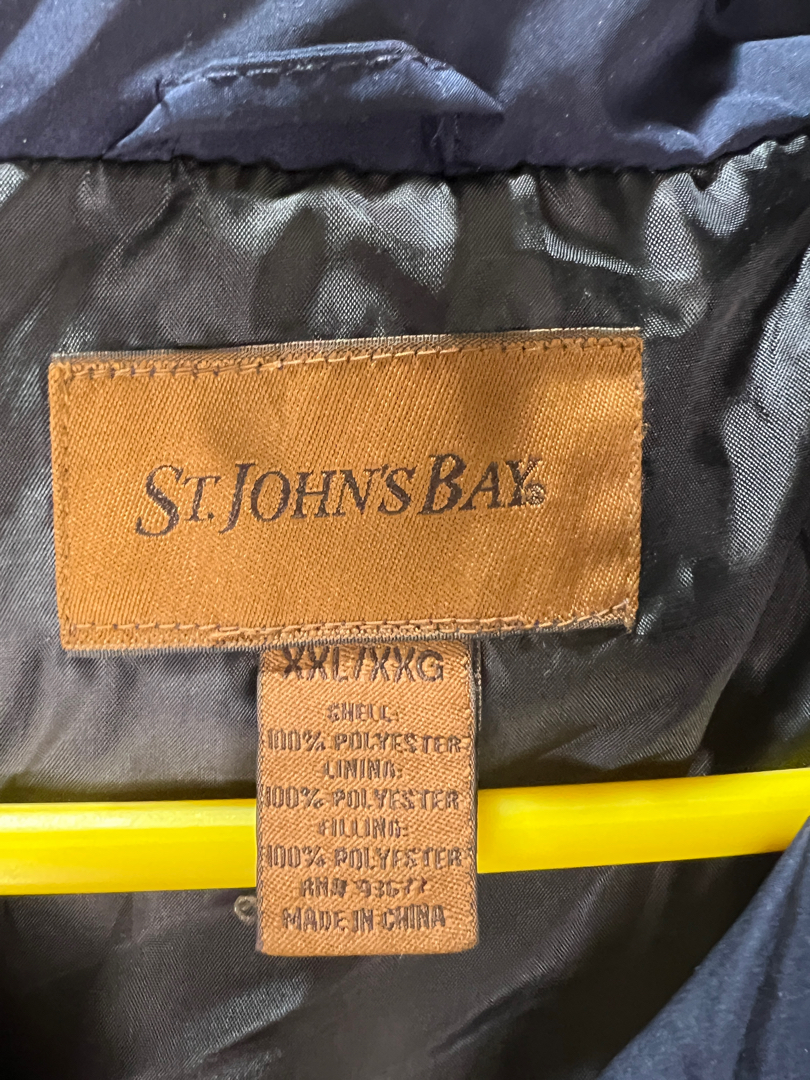 ST. JOHN'S BAY®
XXL/XXG
SHELL:
100% POLYESTER
LINING:
100% POLYESTER
FILLING:
100% POLYESTER
RN# 93677
MADE IN CHINA